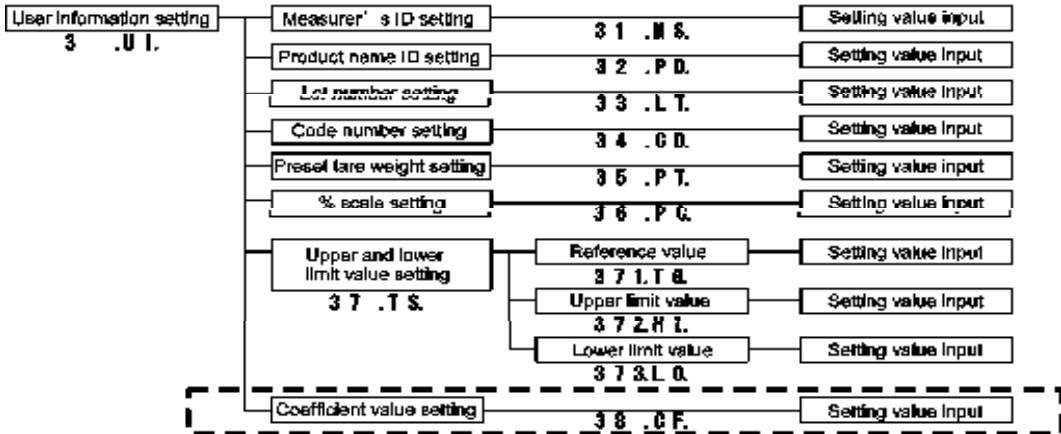 User Information setting
3 .U I.
Measurer's ID setting
3 1 .M S.
Setting value input
Product name ID setting
3 2 .P D.
Setting value input
Lot number setting
3 3 .L T.
Setting value input
Code number setting
3 4 .C D.
Setting value input
Preset tare weight setting
3 5 .P T.
Setting value input
% scale setting
3 6 .P C.
Setting value input
Upper and lower
limit value setting
3 7 .T S.
Reference value
3 7 1.T G.
Setting value input
Upper limit value
3 7 2.H I.
Setting value input
Lower limit value
3 7 3.L O.
Setting value input
Coefficient value setting
3 8 .C F.
Setting value input